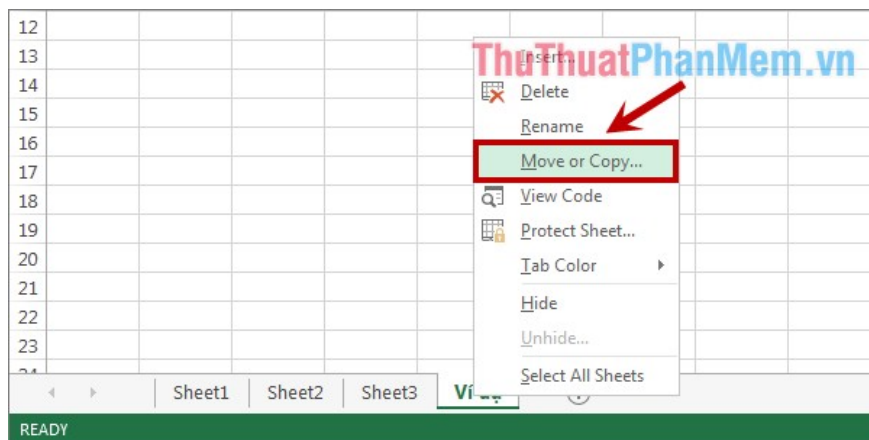 12
13
14
15
16
17
18
19
20
21
22
23
ThuThuatPhanMem.vn
Insert...
Delete
Rename
Move or Copy...
View Code
Protect Sheet...
Tab Color
Hide
Unhide...
Select All Sheets
Sheet1 Sheet2 Sheet3
READY